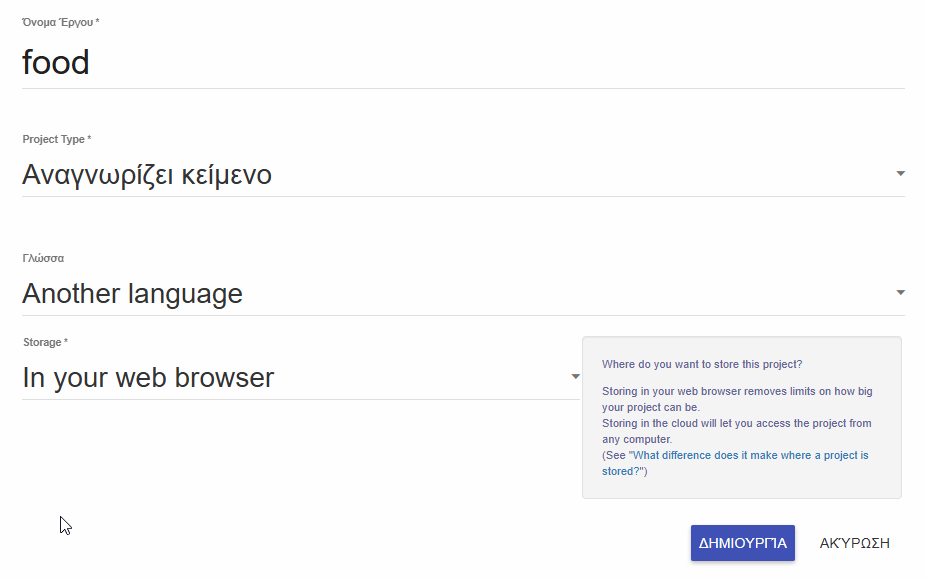 Όνομα Έργου *
food
Project Type *
Αναγνωρίζει κείμενο
Γλώσσα
Another language
Storage *
In your web browser
Where do you want to store this project?
Storing in your web browser removes limits on how big
your project can be.
Storing in the cloud will let you access the project from
any computer.
(See "What difference does it make where a project is
stored?")
ΔΗΜΙΟΥΡΓΊΑ
ΑΚΎΡΩΣΗ